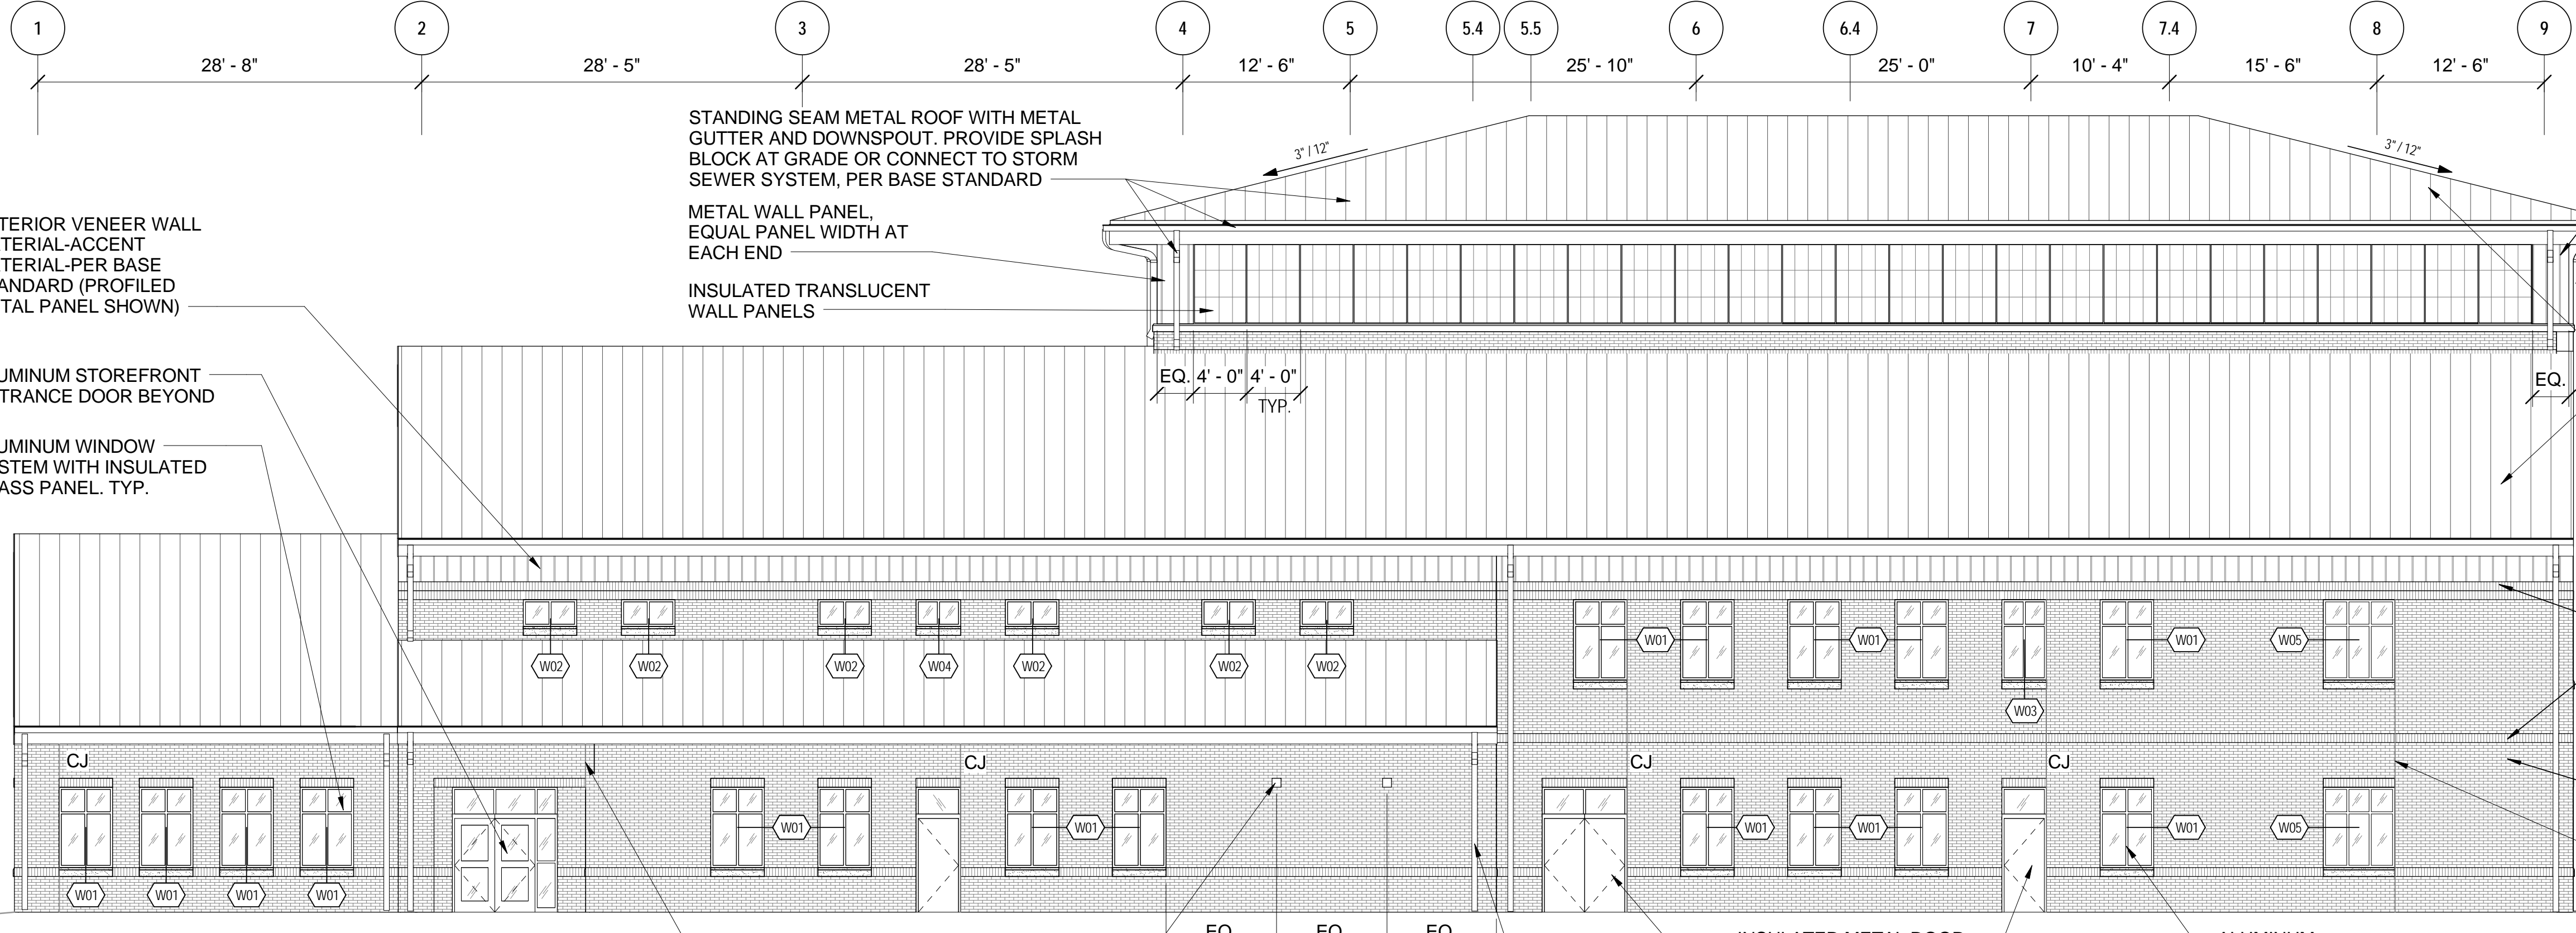 1 2 3 4 5 5.4 5.5 6 6.4 7 7.4 8 9
28' - 8" 28' - 5" 28' - 5" 12' - 6" 25' - 10" 25' - 0" 10' - 4" 15' - 6" 12' - 6"
STANDING SEAM METAL ROOF WITH METAL
GUTTER AND DOWNSPOUT. PROVIDE SPLASH
BLOCK AT GRADE OR CONNECT TO STORM
SEWER SYSTEM, PER BASE STANDARD
3" / 12"
3" / 12"
METAL WALL PANEL,
EQUAL PANEL WIDTH AT
EACH END
INSULATED TRANSLUCENT
WALL PANELS
TERIOR VENEER WALL
TERIAL-ACCENT
TERIAL-PER BASE
ANDARD (PROFILED
TAL PANEL SHOWN)
UMINUM STOREFRONT
TRANCE DOOR BEYOND
UMINUM WINDOW
STEM WITH INSULATED
ASS PANEL. TYP.
EQ. 4' - 0" 4' - 0"
TYP.
EQ.
W02 W02 W02 W04 W02 W02 W02
W01 W01 W01 W05
W03
CJ CJ CJ CJ
W01 W01 W01 W01 W01 W05
W01 W01 W01 W01
EQ. EQ. EQ.
INSULATED METAL DOOR
ALUMINUM